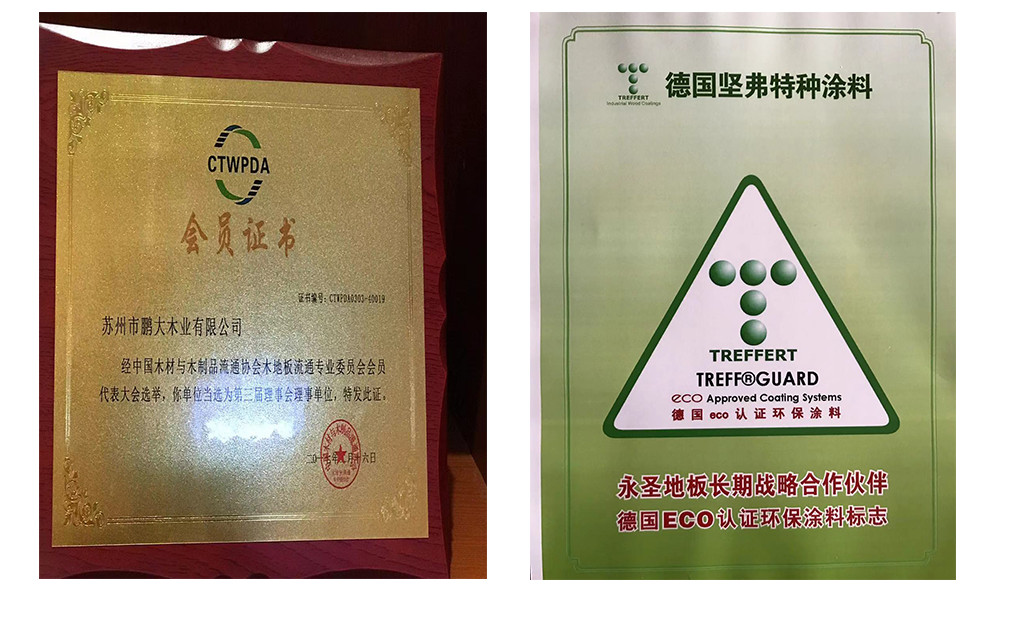 CTWPDA
会员证书
证书编号：CTWPDA0303-40019
苏州市鹏大木业有限公司
经中国木材与木制品流通协会木地板流通专业委员会会员
代表大会选举，你单位当选为第三届理事会理事单位，特发此证。
六日
TREFFERT
Industrial Wood Coatings
德国坚弗特种涂料
TREFFERT
TREFF®GUARD
eco Approved Coating Systems
德国eco认证环保涂料
永圣地板长期战略合作伙伴
德国ECO认证环保涂料标志